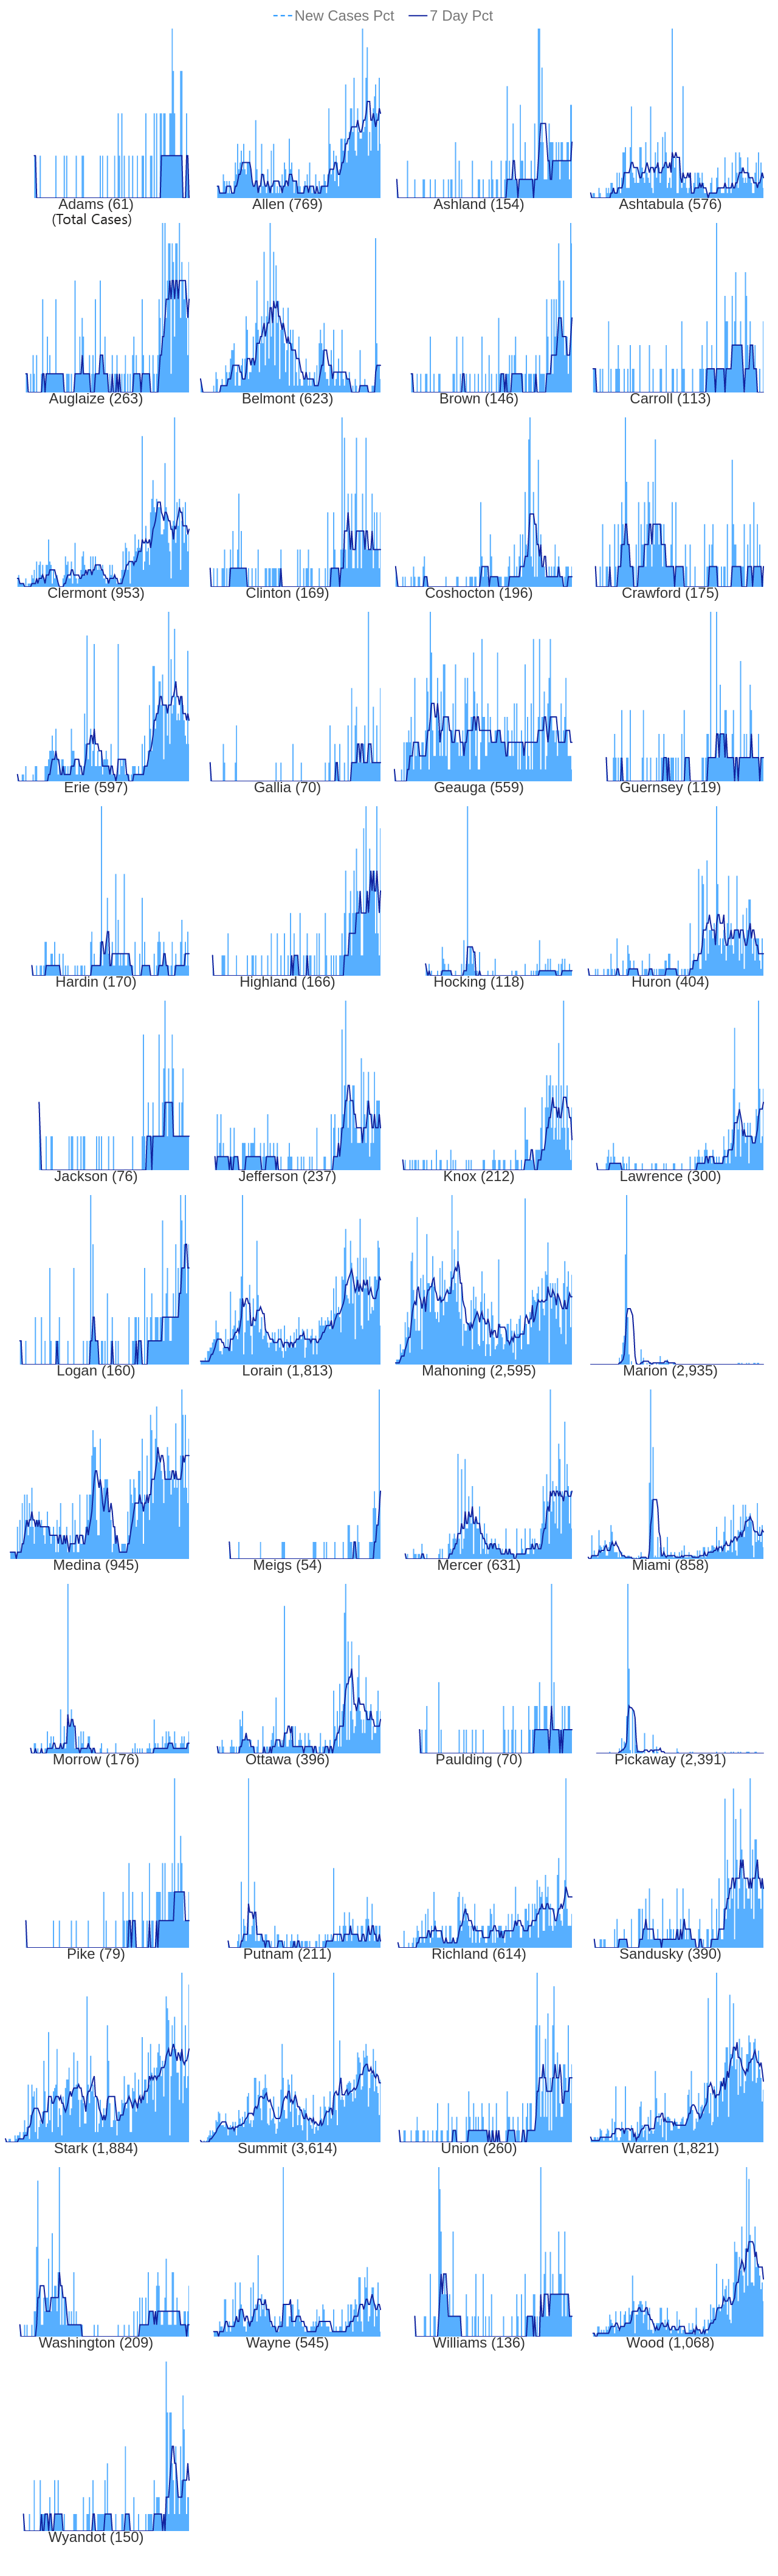 New Cases Pct 7 Day Pct
Adams (61) Allen (769) Ashland (154) Ashtabula (576)
(Total Cases)
Auglaize (263) Belmont (623) Brown (146) Carroll (113)
Clermont (953) Clinton (169) Coshocton (196) Crawford (175)
Erie (597) Gallia (70) Geauga (559) Guernsey (119)
Hardin (170) Highland (166) Hocking (118) Huron (404)
Jackson (76) Jefferson (237) Knox (212) Lawrence (300)
Logan (160) Lorain (1,813) Mahoning (2,595) Marion (2,935)
Medina (945) Meigs (54) Mercer (631) Miami (858)
Morrow (176) Ottawa (396) Paulding (70) Pickaway (2,391)
Pike (79) Putnam (211) Richland (614) Sandusky (390)
Stark (1,884) Summit (3,614) Union (260) Warren (1,821)
Washington (209) Wayne (545) Williams (136) Wood (1,068)
Wyandot (150)